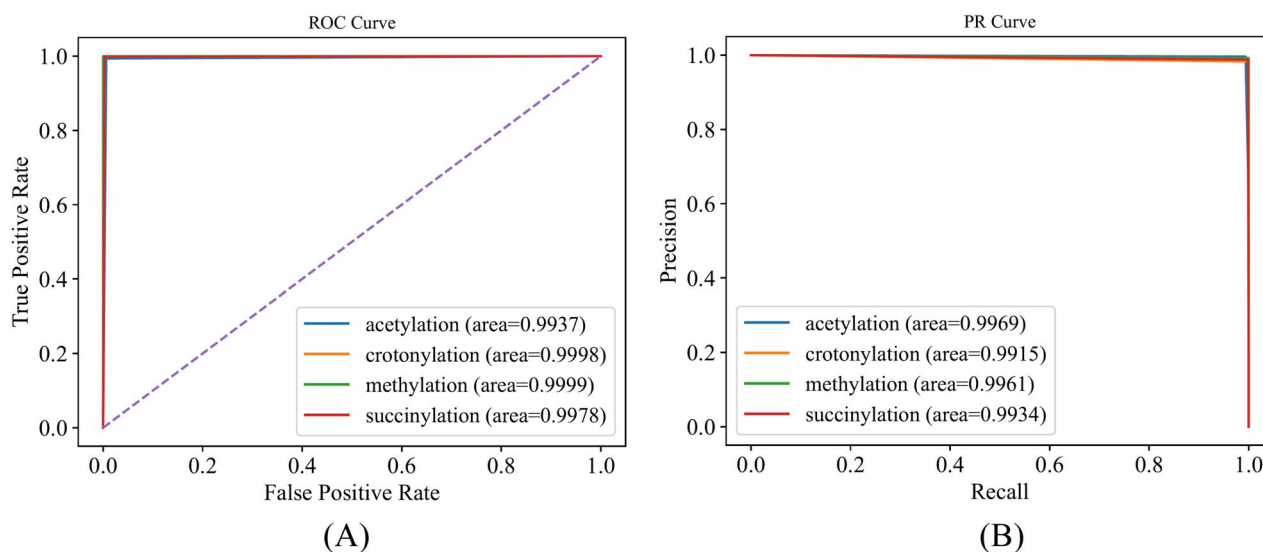 ROC Curve
1.0
0.8
0.6
0.4
0.2
0.0
True Positive Rate
acetylation (area=0.9937)
crotonylation (area=0.9998)
methylation (area=0.9999)
succinylation (area=0.9978)
0.0 0.2 0.4 0.6 0.8 1.0
False Positive Rate
(A)
PR Curve
1.0
0.8
0.6
0.4
0.2
0.0
Precision
acetylation (area=0.9969)
crotonylation (area=0.9915)
methylation (area=0.9961)
succinylation (area=0.9934)
0.0 0.2 0.4 0.6 0.8 1.0
Recall
(B)